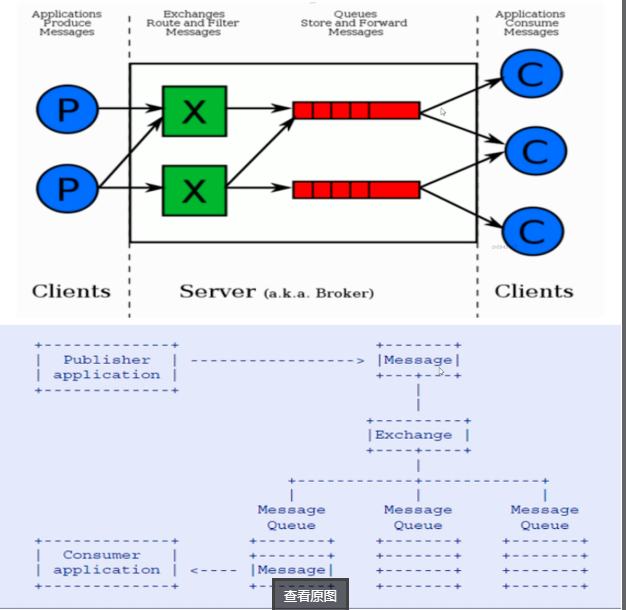 Applications
Produce
Messages
Exchanges
Route and Filter
Messages
Queues
Store and Forward
Messages
Applications
Consume
Messages
P
X
C
P
X
C
C
Clients
Server (a.k.a. Broker)
Clients
Publisher
application
Message
Exchange
Message
Queue
Message
Queue
Message
Queue
Consumer
application
Message
查看原图